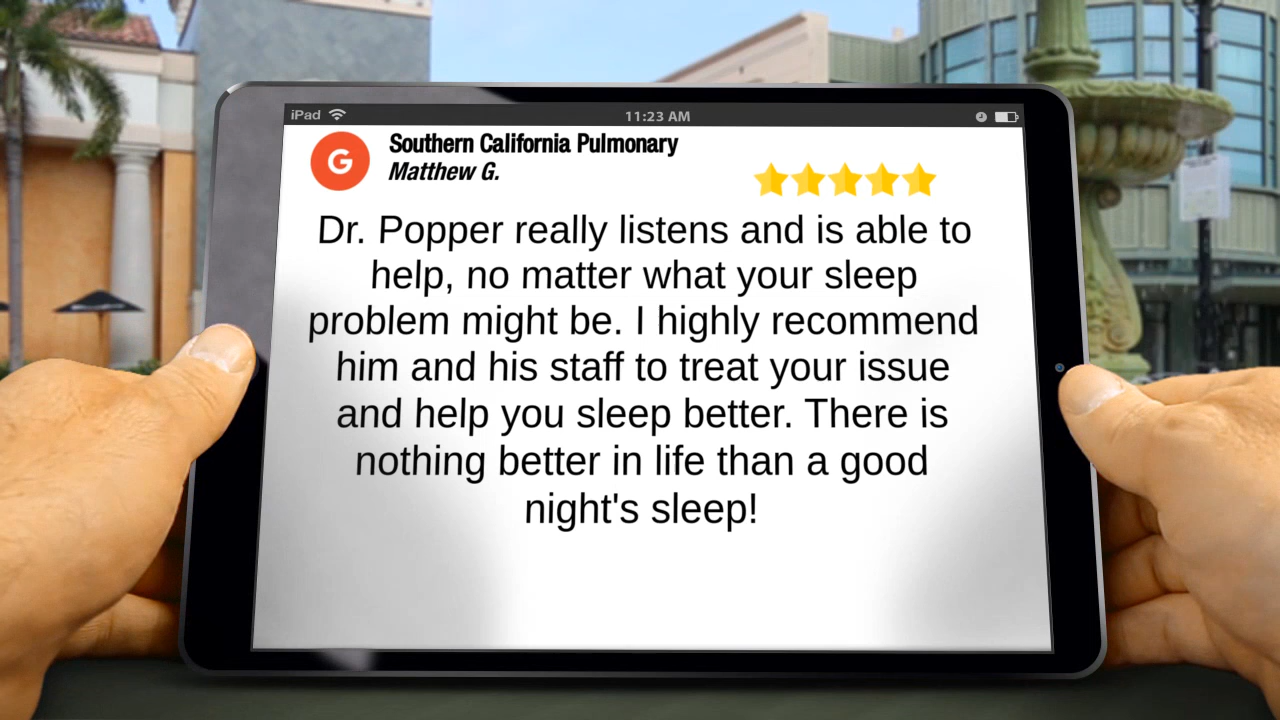 iPad 11:23 AM
G
Southern California Pulmonary
Matthew G.
Dr. Popper really listens and is able to
help, no matter what your sleep
problem might be. I highly recommend
him and his staff to treat your issue
and help you sleep better. There is
nothing better in life than a good
night's sleep!